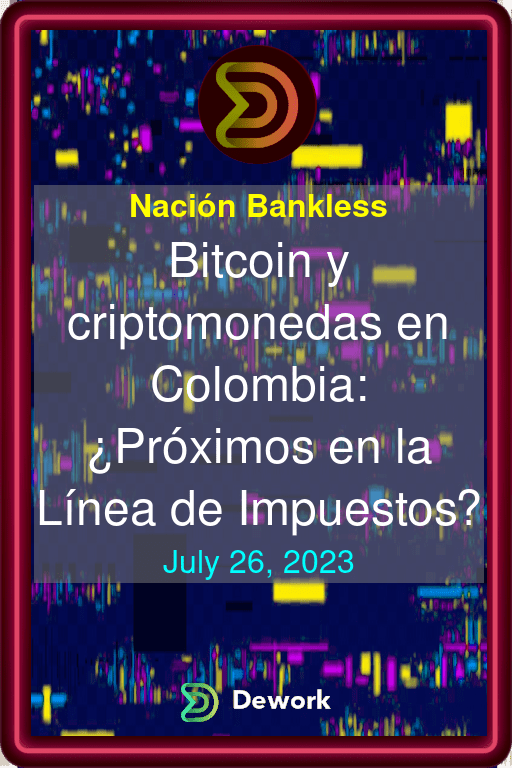 Nación Bankless
Bitcoin y
criptomonedas en
Colombia:
¿Próximos en la
Línea de Impuestos?
July 26, 2023
Dework